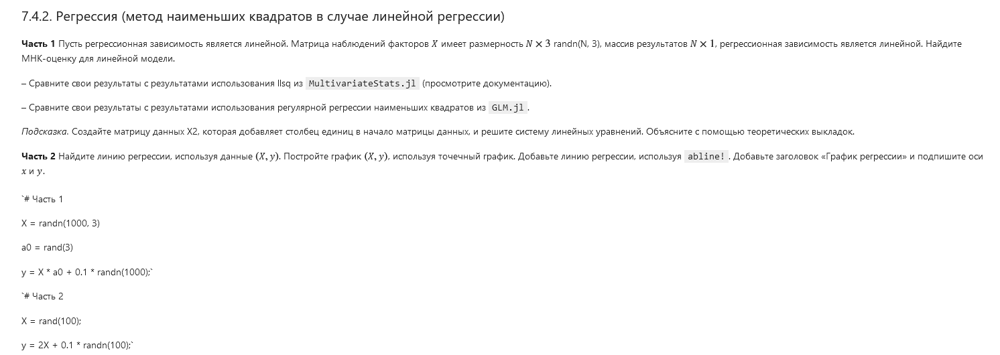 7.4.2. Регрессия (метод наименьших квадратов в случае линейной регрессии)
Часть 1 Пусть регрессионная зависимость является линейной. Матрица наблюдений факторов X имеет размерность N × 3 randn(N, 3), массив результатов N × 1, регрессионная зависимость является линейной. Найдите
МНК-оценку для линейной модели.
– Сравните свои результаты с результатами использования llsq из MultivariateStats.jl (просмотрите документацию).
– Сравните свои результаты с результатами использования регулярной регрессии наименьших квадратов из GLM.jl .
Подсказка. Создайте матрицу данных X2, которая добавляет столбец единиц в начало матрицы данных, и решите систему линейных уравнений. Объясните с помощью теоретических выкладок.
Часть 2 Найдите линию регрессии, используя данные (X, y). Постройте график (X, y), используя точечный график. Добавьте линию регрессии, используя abline! . Добавьте заголовок «График регрессии» и подпишите оси
x и y.
`# Часть 1
X = randn(1000, 3)
a0 = rand(3)
y = X * a0 + 0.1 * randn(1000);`
`# Часть 2
X = rand(100);
y = 2X + 0.1 * randn(100);`